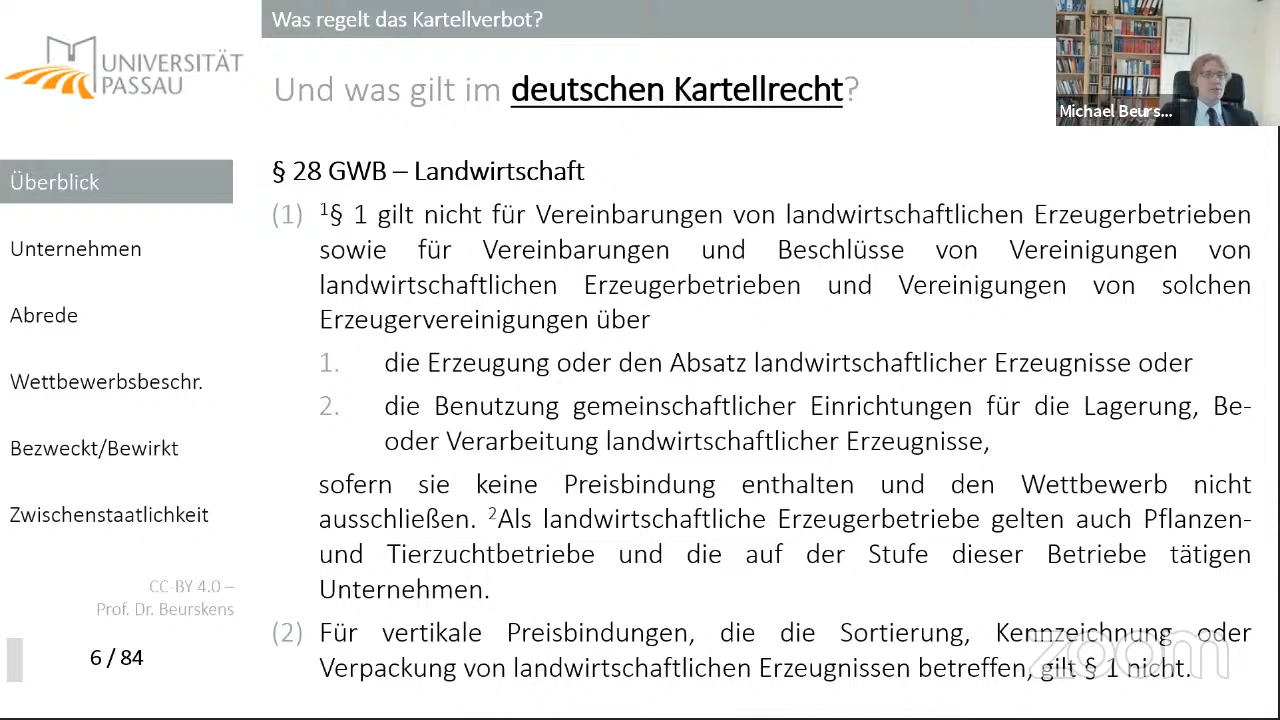 Was regelt das Kartellverbot?
UNIVERSITÄT
PASSAU
Und was gilt im deutschen Kartellrecht?
Michael Beurs...
Überblick
Unternehmen
Abrede
Wettbewerbsbeschr.
Bezweckt/Bewirkt
Zwischenstaatlichkeit
CC-BY 4.0 –
Prof. Dr. Beurskens
6 / 84
§ 28 GWB – Landwirtschaft
(1) ¹§ 1 gilt nicht für Vereinbarungen von landwirtschaftlichen Erzeugerbetrieben
sowie für Vereinbarungen und Beschlüsse von Vereinigungen von
landwirtschaftlichen Erzeugerbetrieben und Vereinigungen von solchen
Erzeugervereinigungen über
1. die Erzeugung oder den Absatz landwirtschaftlicher Erzeugnisse oder
2. die Benutzung gemeinschaftlicher Einrichtungen für die Lagerung, Be-
oder Verarbeitung landwirtschaftlicher Erzeugnisse,
sofern sie keine Preisbindung enthalten und den Wettbewerb nicht
ausschließen. ²Als landwirtschaftliche Erzeugerbetriebe gelten auch Pflanzen-
und Tierzuchtbetriebe und die auf der Stufe dieser Betriebe tätigen
Unternehmen.
(2) Für vertikale Preisbindungen, die die Sortierung, Kennzeichnung oder
Verpackung von landwirtschaftlichen Erzeugnissen betreffen, gilt § 1 nicht.
zoom